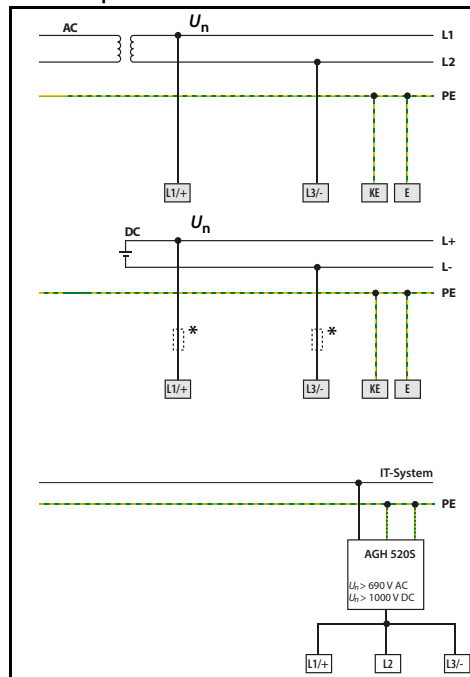 AC
Un
L1
L2
PE
L1/+
L3/-
KE
E
DC
Un
L+
L-
PE
*
*
L1/+
L3/-
KE
E
IT-System
PE
AGH 520S
Un > 690 V AC
Un > 1000 V DC
L1/+
L2
L3/-